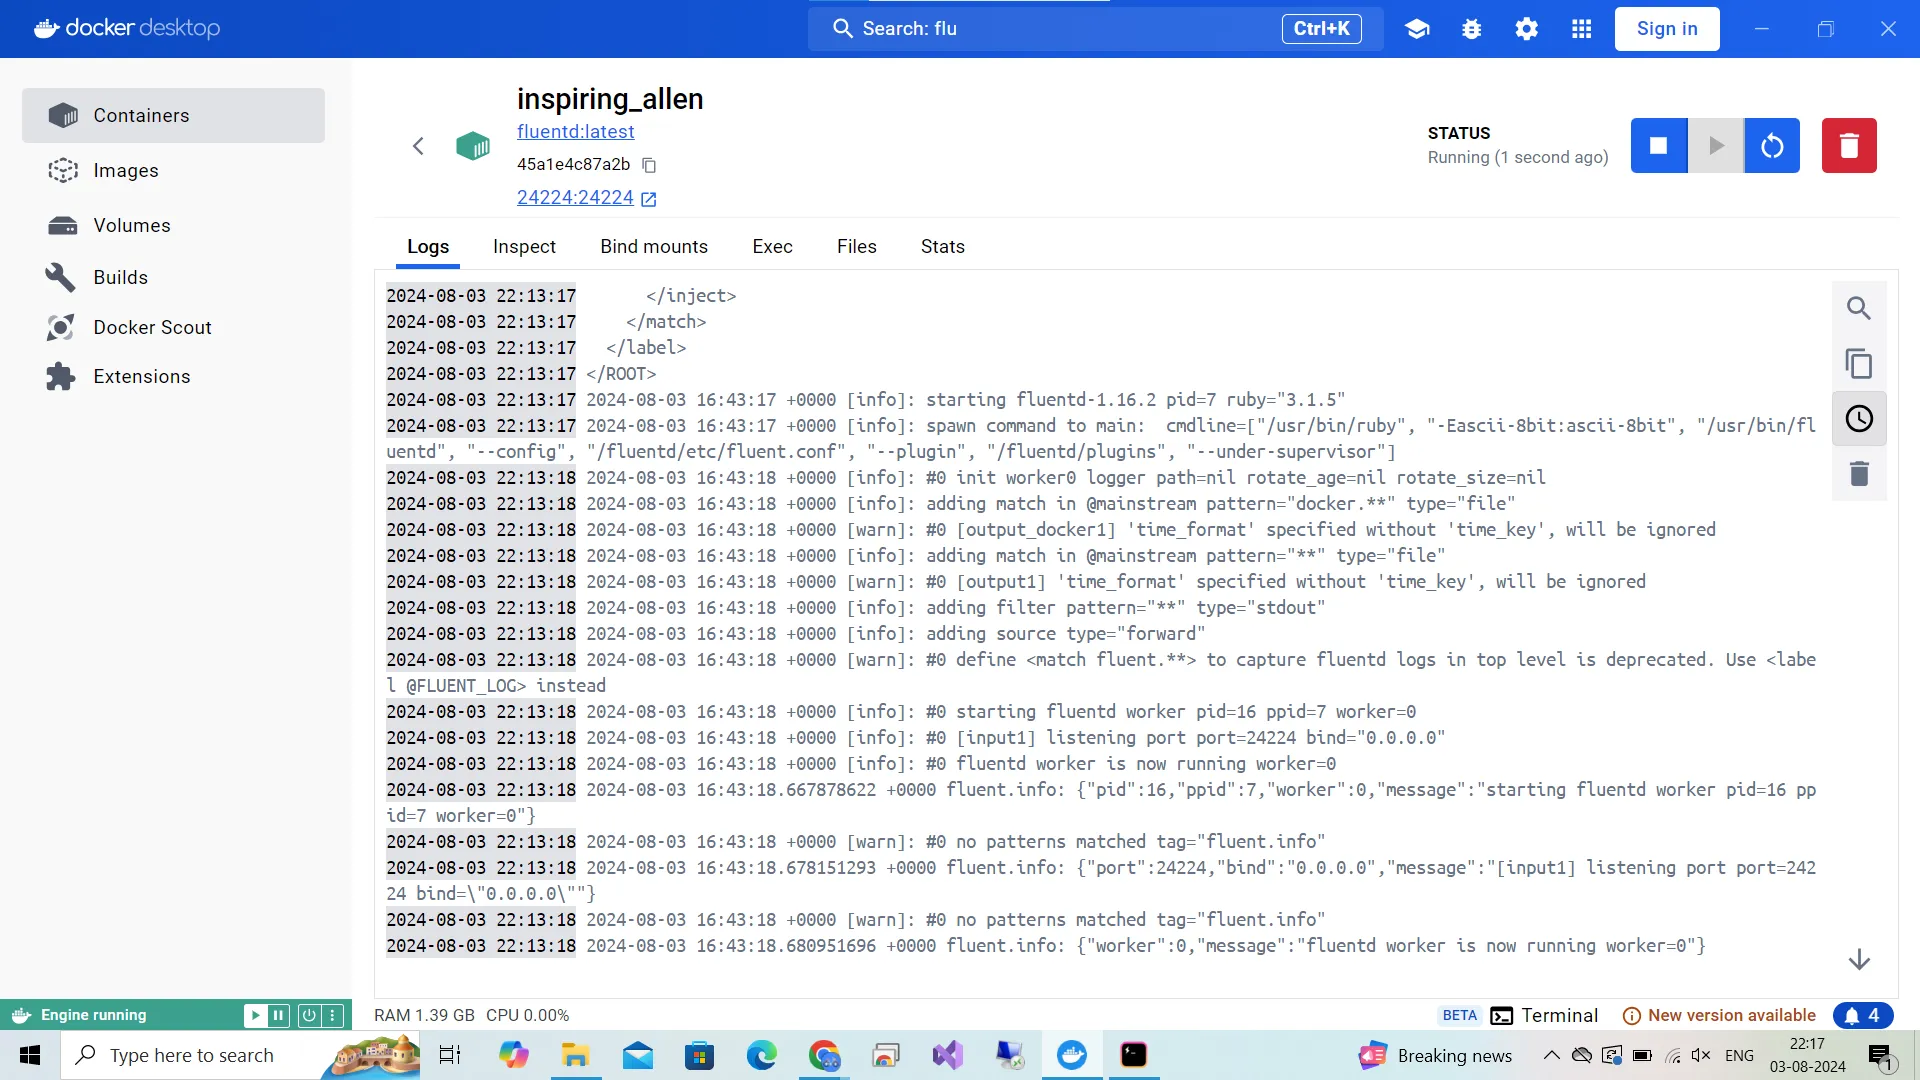 docker desktop
Search: flu
Ctrl+K
Sign in
Containers
Images
Volumes
Builds
Docker Scout
Extensions
inspiring_allen
fluentd:latest
45a1e4c87a2b
24224:24224
STATUS
Running (1 second ago)
Logs Inspect Bind mounts Exec Files Stats
2024-08-03 22:13:17 </inject>
2024-08-03 22:13:17 </match>
2024-08-03 22:13:17 </label>
2024-08-03 22:13:17 </ROOT>
2024-08-03 22:13:17 2024-08-03 16:43:17 +0000 [info]: starting fluentd-1.16.2 pid=7 ruby="3.1.5"
2024-08-03 22:13:17 2024-08-03 16:43:17 +0000 [info]: spawn command to main:  cmdline=["/usr/bin/ruby", "-Eascii-8bit:ascii-8bit", "/usr/bin/fl
uentd", "--config", "/fluentd/etc/fluent.conf", "--plugin", "/fluentd/plugins", "--under-supervisor"]
2024-08-03 22:13:18 2024-08-03 16:43:18 +0000 [info]: #0 init worker0 logger path=nil rotate_age=nil rotate_size=nil
2024-08-03 22:13:18 2024-08-03 16:43:18 +0000 [info]: adding match in @mainstream pattern="docker.**" type="file"
2024-08-03 22:13:18 2024-08-03 16:43:18 +0000 [warn]: #0 [output_docker1] 'time_format' specified without 'time_key', will be ignored
2024-08-03 22:13:18 2024-08-03 16:43:18 +0000 [info]: adding match in @mainstream pattern="**" type="file"
2024-08-03 22:13:18 2024-08-03 16:43:18 +0000 [warn]: #0 [output1] 'time_format' specified without 'time_key', will be ignored
2024-08-03 22:13:18 2024-08-03 16:43:18 +0000 [info]: adding filter pattern="**" type="stdout"
2024-08-03 22:13:18 2024-08-03 16:43:18 +0000 [info]: adding source type="forward"
2024-08-03 22:13:18 2024-08-03 16:43:18 +0000 [warn]: #0 define <match fluent.**> to capture fluentd logs in top level is deprecated. Use <labe
l @FLUENT_LOG> instead
2024-08-03 22:13:18 2024-08-03 16:43:18 +0000 [info]: #0 starting fluentd worker pid=16 ppid=7 worker=0
2024-08-03 22:13:18 2024-08-03 16:43:18 +0000 [info]: #0 [input1] listening port port=24224 bind="0.0.0.0"
2024-08-03 22:13:18 2024-08-03 16:43:18 +0000 [info]: #0 fluentd worker is now running worker=0
2024-08-03 22:13:18 2024-08-03 16:43:18.667878622 +0000 fluent.info: {"pid":16,"ppid":7,"worker":0,"message":"starting fluentd worker pid=16 pp
id=7 worker=0"}
2024-08-03 22:13:18 2024-08-03 16:43:18 +0000 [warn]: #0 no patterns matched tag="fluent.info"
2024-08-03 22:13:18 2024-08-03 16:43:18.678151293 +0000 fluent.info: {"port":24224,"bind":"0.0.0.0","message":"[input1] listening port port=242
24 bind=\"0.0.0.0\""}
2024-08-03 22:13:18 2024-08-03 16:43:18 +0000 [warn]: #0 no patterns matched tag="fluent.info"
2024-08-03 22:13:18 2024-08-03 16:43:18.680951696 +0000 fluent.info: {"worker":0,"message":"fluentd worker is now running worker=0"}
Engine running
RAM 1.39 GB CPU 0.00%
BETA Terminal
New version available
4
Type here to search
Breaking news
ENG
22:17
03-08-2024
1